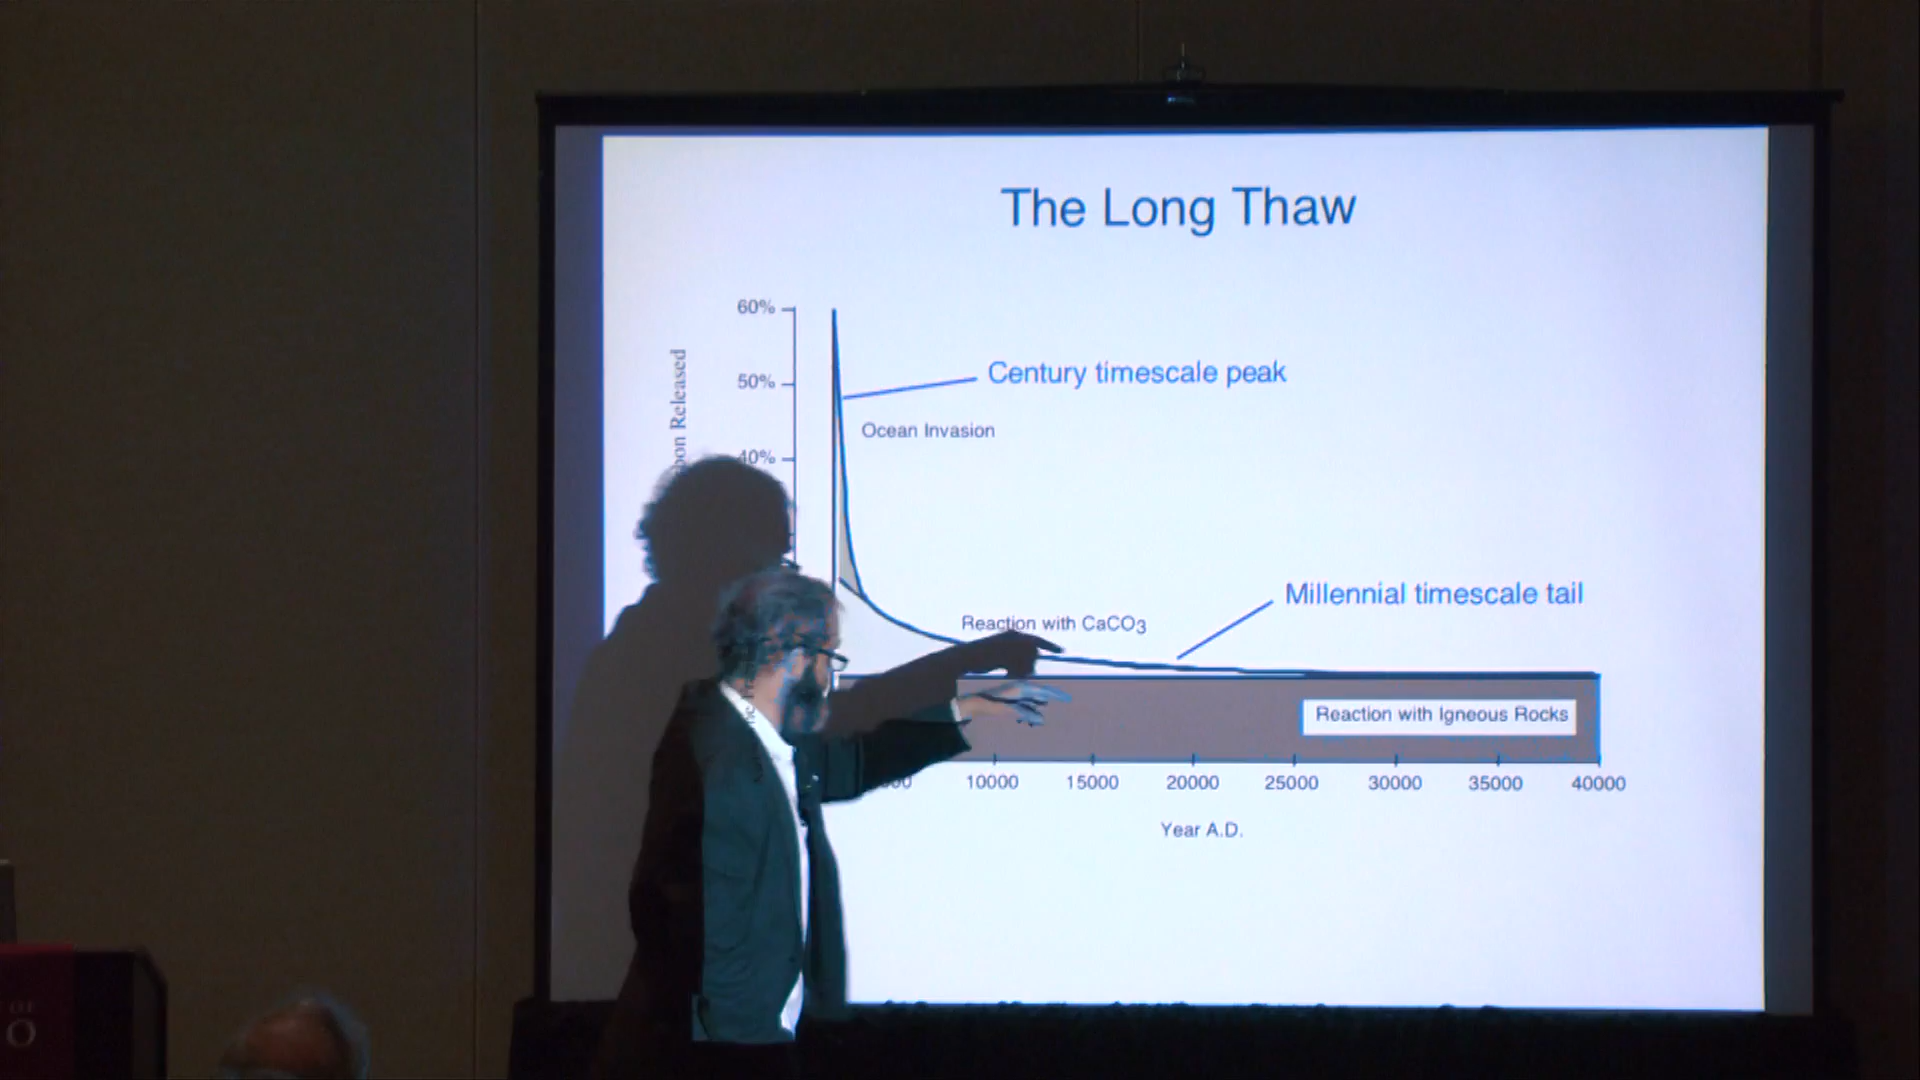 The Long Thaw
60%
50%
40%
Released
Century timescale peak
Ocean Invasion
Millennial timescale tail
Reaction with CaCO3
Reaction with Igneous Rocks
10000 15000 20000 25000 30000 35000 40000
Year A.D.